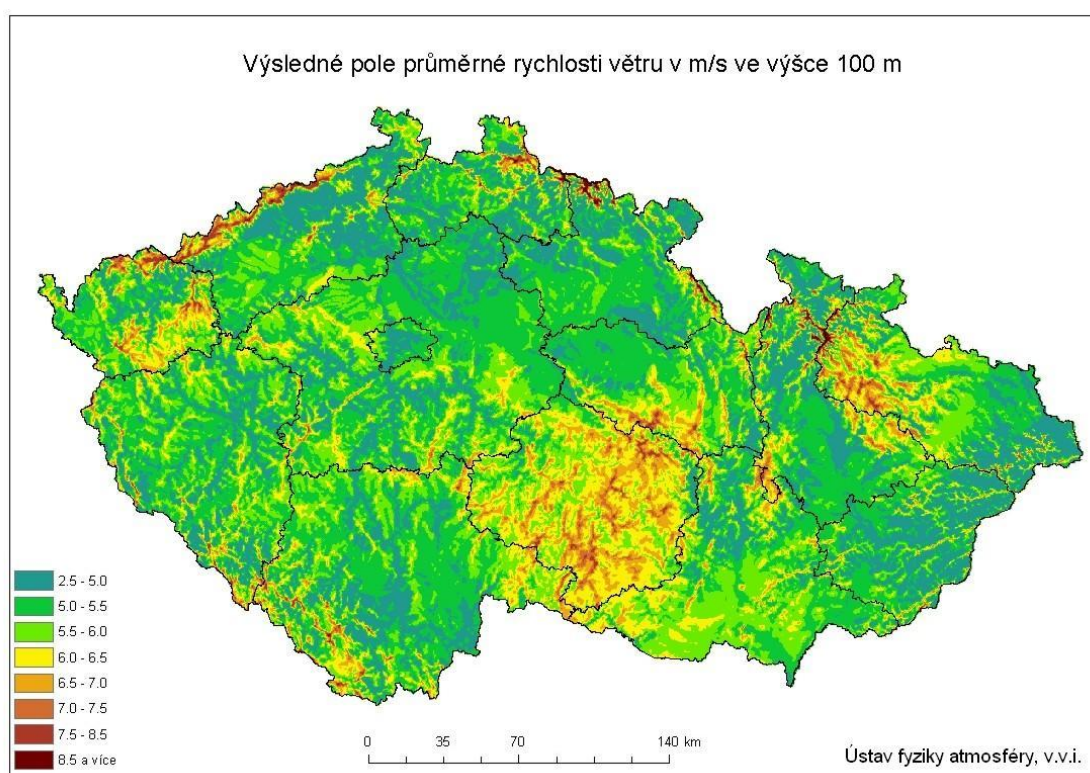 Výsledné pole průměrné rychlosti větru v m/s ve výšce 100 m
2.5 - 5.0
5.0 - 5.5
5.5 - 6.0
6.0 - 6.5
6.5 - 7.0
7.0 - 7.5
7.5 - 8.5
8.5 a více
0 35 70 140 km
Ústav fyziky atmosféry, v.v.i.